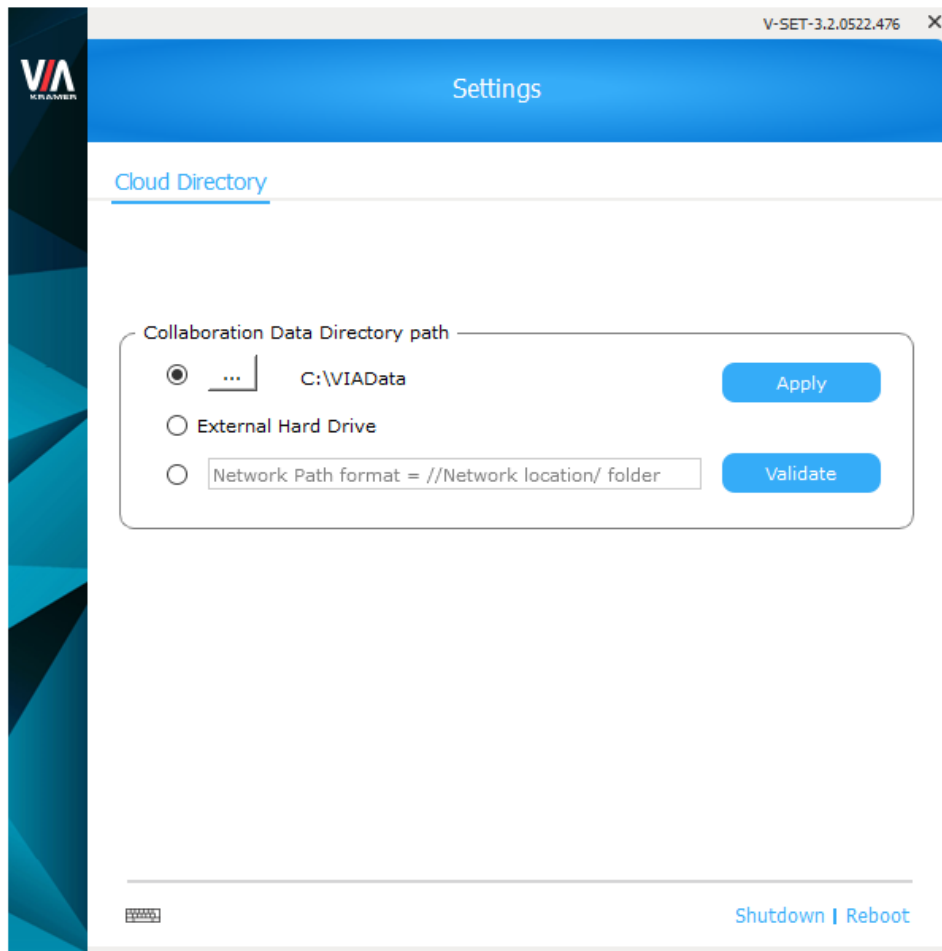 V-SET-3.2.0522.476
VIA
KRAMER
Settings
Cloud Directory
Collaboration Data Directory path
... C:\VIAData
Apply
External Hard Drive
Network Path format = //Network location/ folder
Validate
Shutdown | Reboot